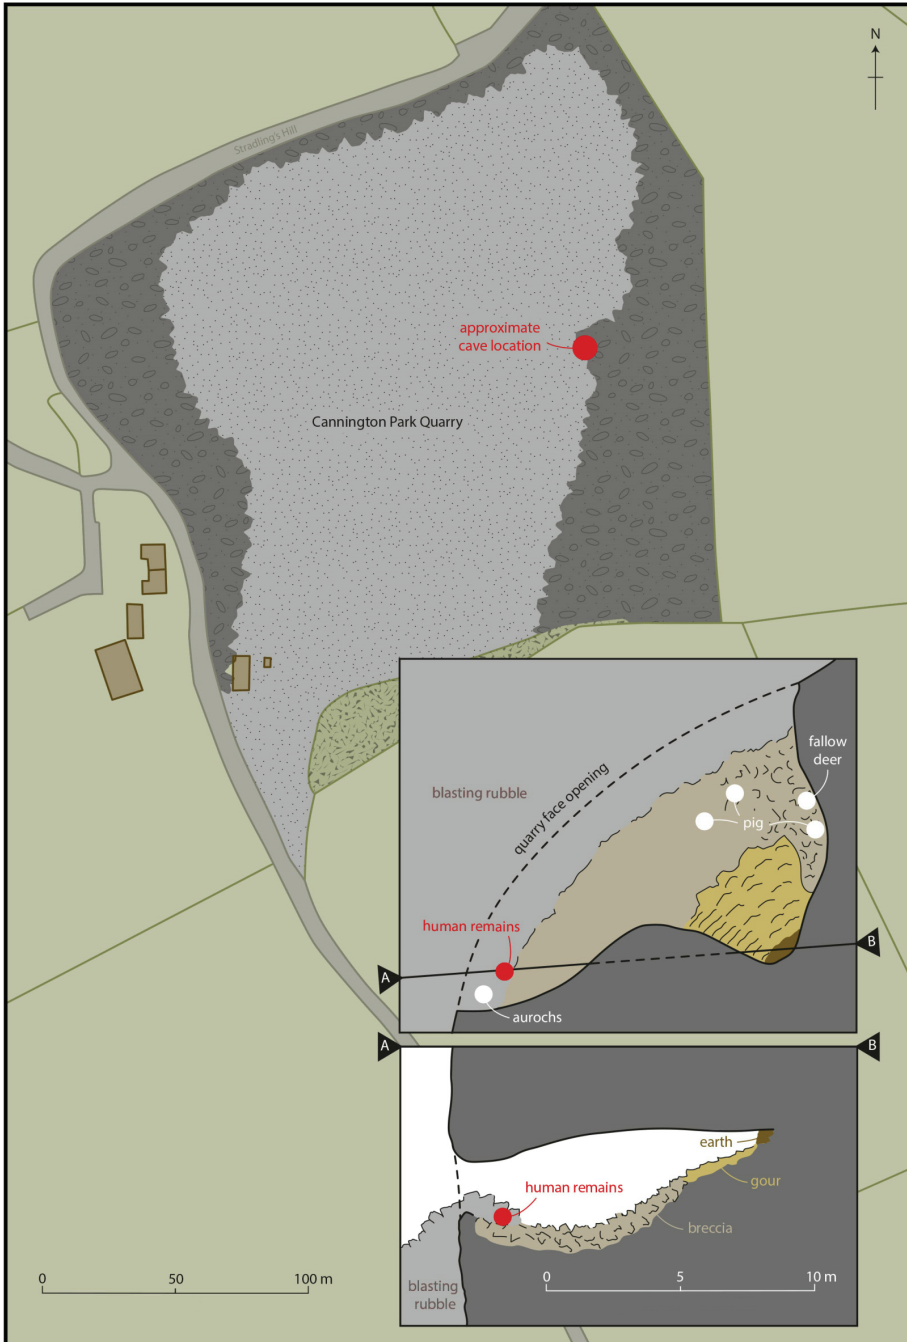 N
Stradling's Hill
approximate
cave location
Cannington Park Quarry
fallow
deer
blasting rubble
quarry face opening
pig
human remains
B
A
aurochs
A
B
earth
gour
human remains
breccia
0
50
100 m
blasting
rubble
0
5
10 m